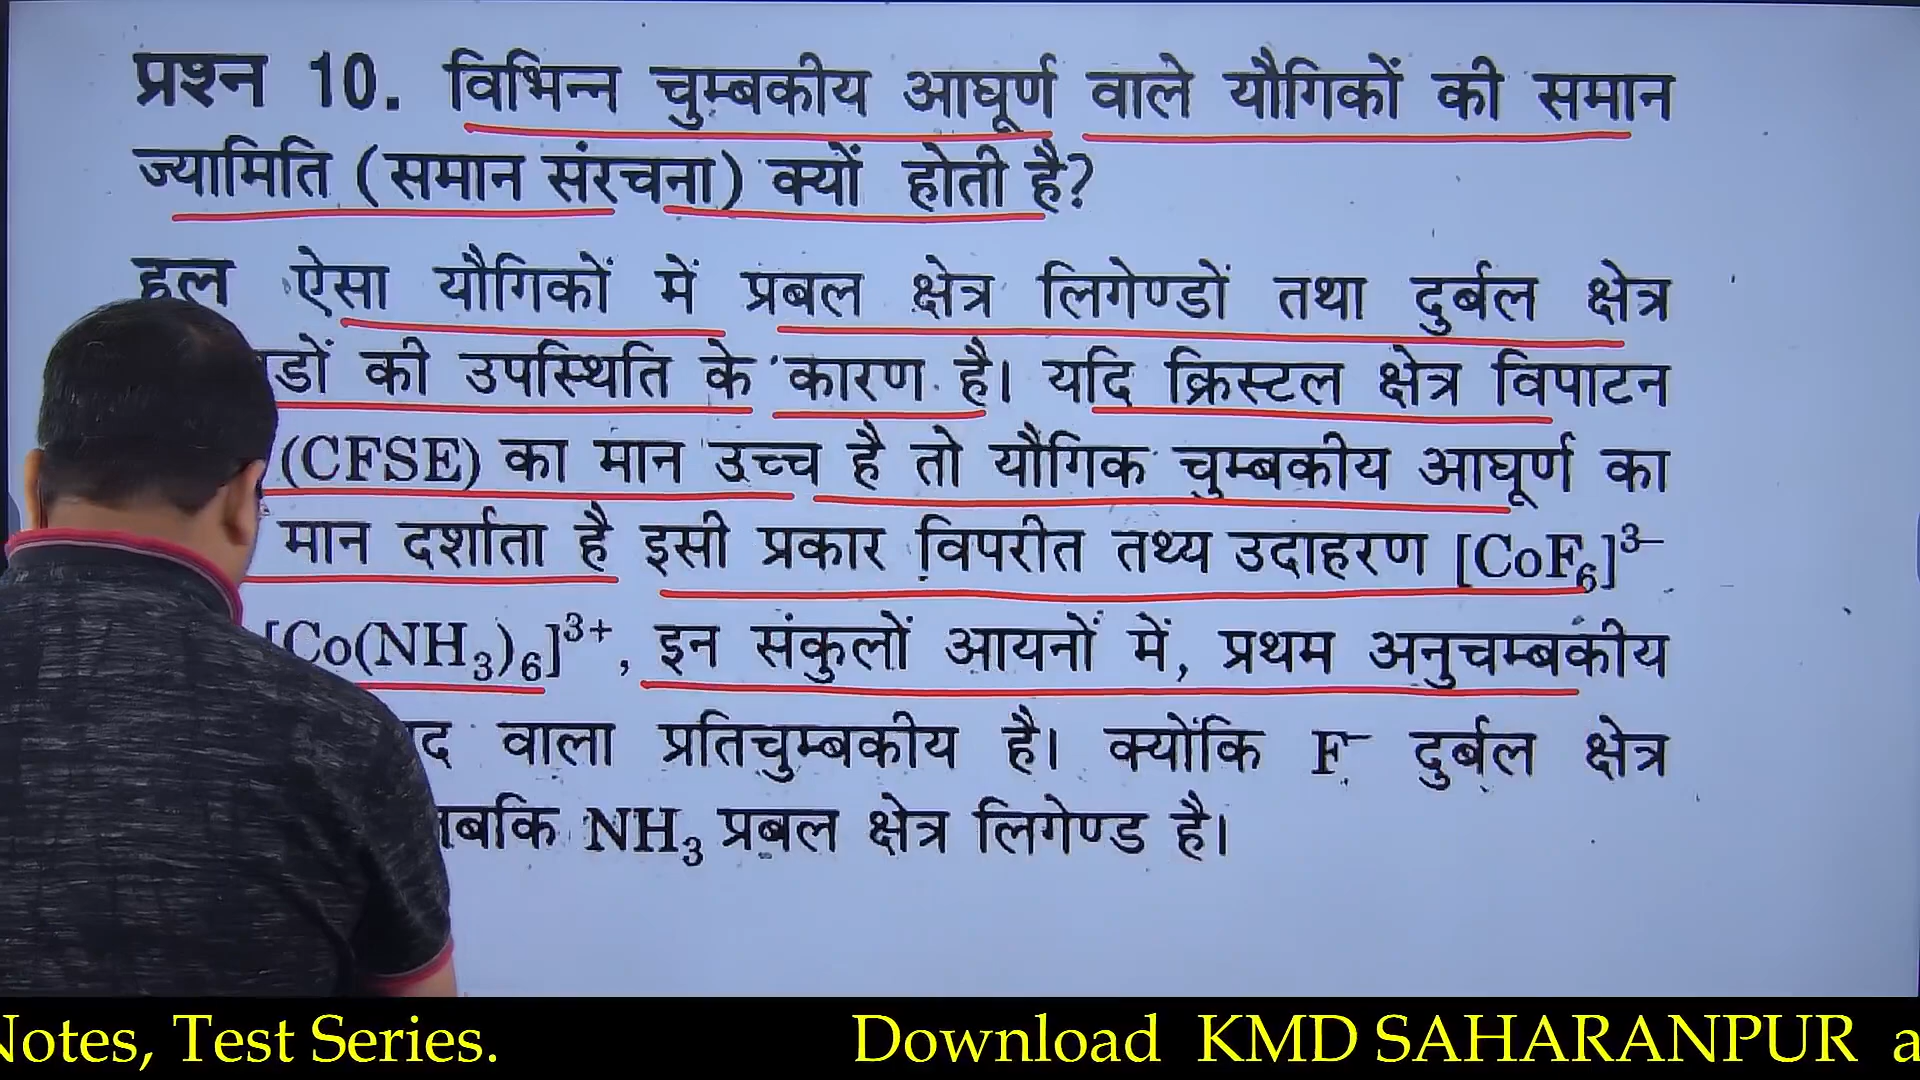 प्रश्न 10. विभिन्न चुम्बकीय आघूर्ण वाले यौगिकों की समान
ज्यामिति (समान संरचना) क्यों होती है?
हल ऐसा यौगिकों में प्रबल क्षेत्र लिगेण्डों तथा दुर्बल क्षेत्र
की उपस्थिति के कारण है। यदि क्रिस्टल क्षेत्र विपाटन
(CFSE) का मान उच्च है तो यौगिक चुम्बकीय आघूर्ण का
मान दर्शाता है इसी प्रकार विपरीत तथ्य उदाहरण [CoF₆]³⁻
[Co(NH₃)₆]³⁺, इन संकुलों आयनों में, प्रथम अनुचम्बकीय
वाला प्रतिचुम्बकीय है। क्योंकि F⁻ दुर्बल क्षेत्र
NH₃ प्रबल क्षेत्र लिगेण्ड है।
Notes, Test Series. Download KMD SAHARANPUR